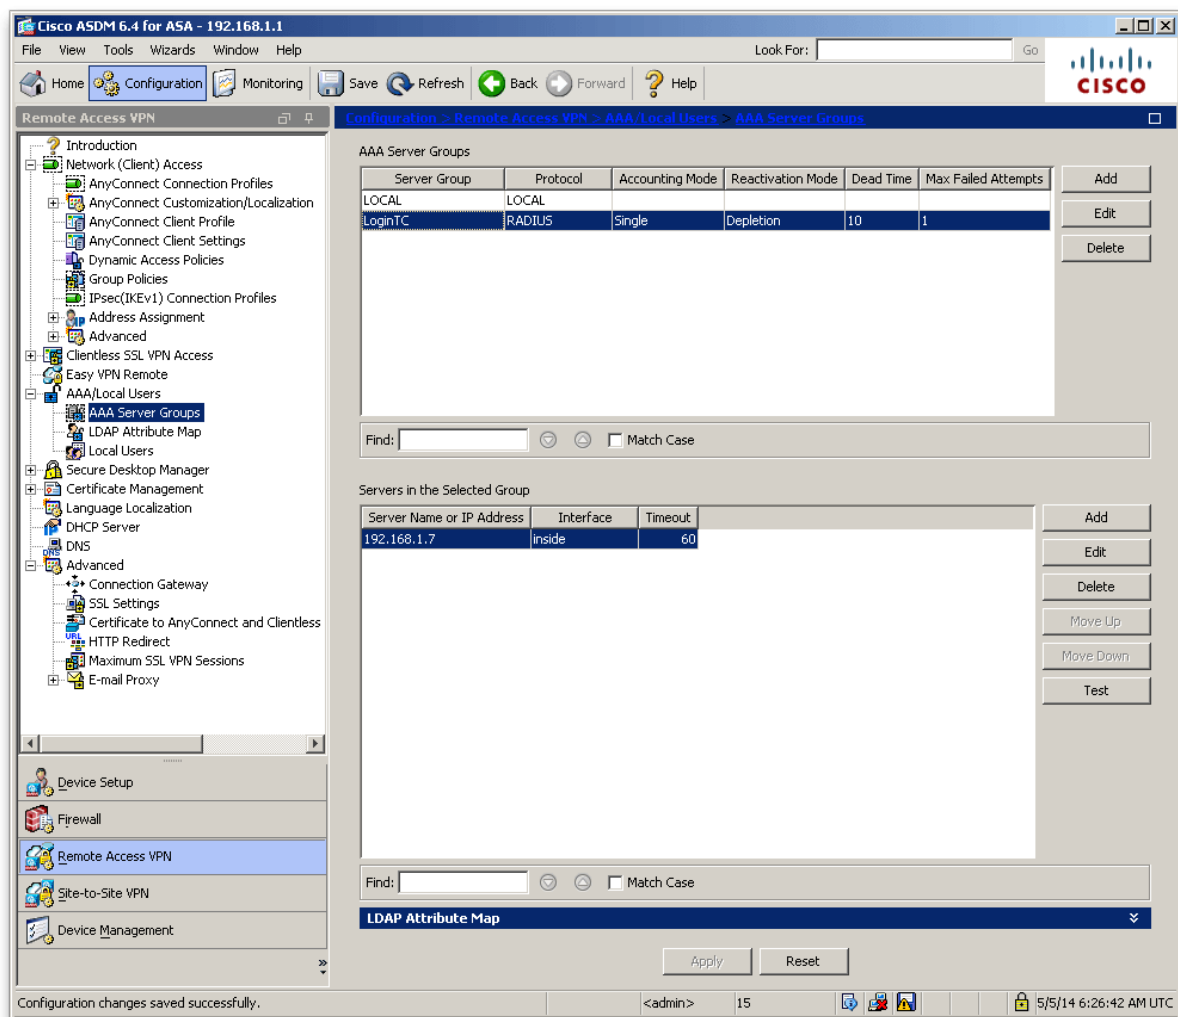 Cisco ASDM 6.4 for ASA - 192.168.1.1
File View Tools Wizards Window Help
Look For: Go
Home Configuration Monitoring Save Refresh Back Forward Help
CISCO
Remote Access VPN
Introduction
Network (Client) Access
AnyConnect Connection Profiles
AnyConnect Customization/Localization
AnyConnect Client Profile
AnyConnect Client Settings
Dynamic Access Policies
Group Policies
IPsec(IKEv1) Connection Profiles
Address Assignment
Advanced
Clientless SSL VPN Access
Easy VPN Remote
AAA/Local Users
AAA Server Groups
LDAP Attribute Map
Local Users
Secure Desktop Manager
Certificate Management
Language Localization
DHCP Server
DNS
Advanced
Connection Gateway
SSL Settings
Certificate to AnyConnect and Clientless
HTTP Redirect
Maximum SSL VPN Sessions
E-mail Proxy
Device Setup
Firewall
Remote Access VPN
Site-to-Site VPN
Device Management
Configuration > Remote Access VPN > AAA/Local Users > AAA Server Groups
AAA Server Groups
Server Group Protocol Accounting Mode Reactivation Mode Dead Time Max Failed Attempts
LOCAL LOCAL
LoginTC RADIUS Single Depletion 10 1
Add
Edit
Delete
Find: Match Case
Servers in the Selected Group
Server Name or IP Address Interface Timeout
192.168.1.7 inside 60
Add
Edit
Delete
Move Up
Move Down
Test
Find: Match Case
LDAP Attribute Map
Apply Reset
Configuration changes saved successfully. <admin> 15 5/5/14 6:26:42 AM UTC